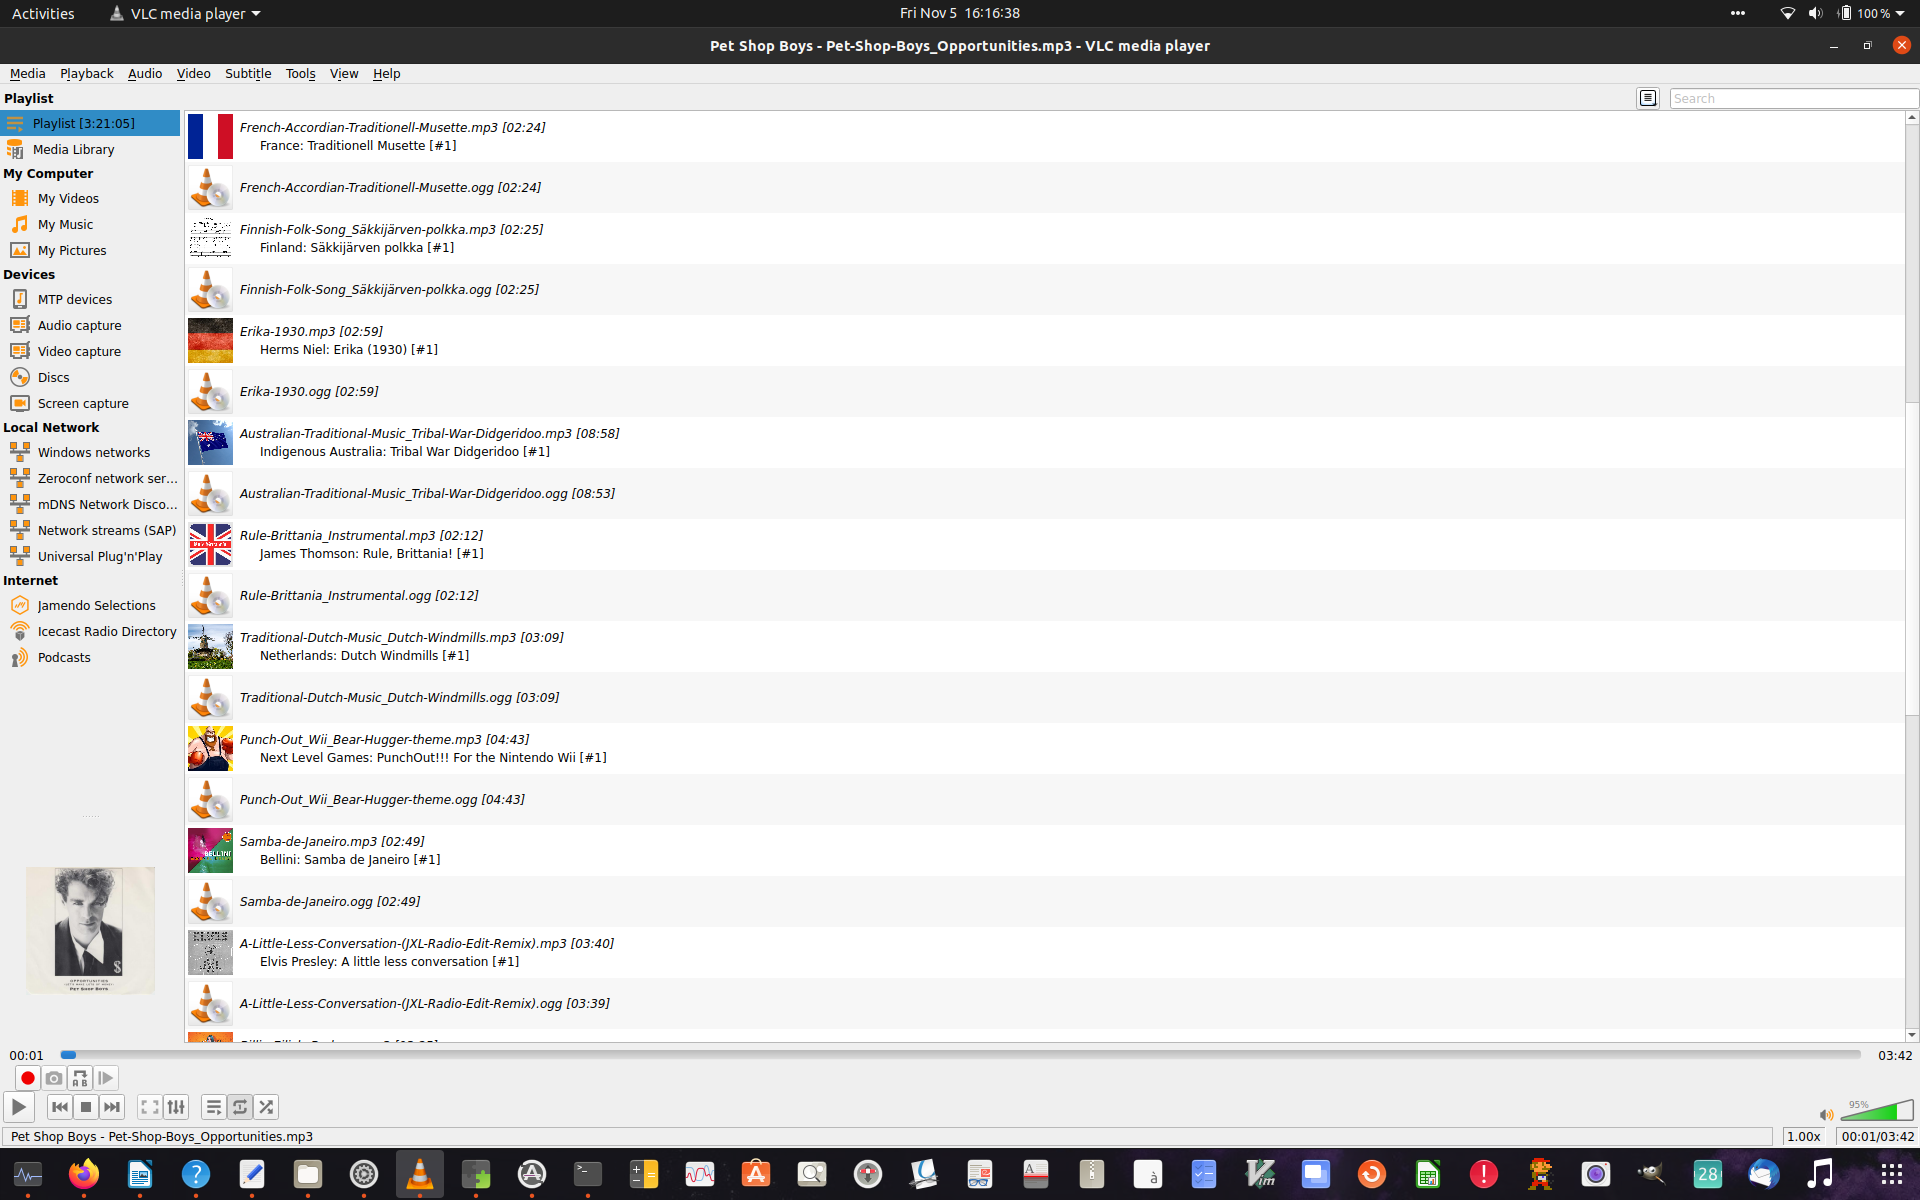 Activities
VLC media player
Fri Nov 5 16:16:38
100 %
Pet Shop Boys - Pet-Shop-Boys_Opportunities.mp3 - VLC media player
Media Playback Audio Video Subtitle Tools View Help
Playlist
Search
Playlist [3:21:05]
Media Library
My Computer
My Videos
My Music
My Pictures
Devices
MTP devices
Audio capture
Video capture
Discs
Screen capture
Local Network
Windows networks
Zeroconf network ser...
mDNS Network Disco...
Network streams (SAP)
Universal Plug'n'Play
Internet
Jamendo Selections
Icecast Radio Directory
Podcasts
French-Accordian-Traditionell-Musette.mp3 [02:24]
France: Traditionell Musette [#1]
French-Accordian-Traditionell-Musette.ogg [02:24]
Finnish-Folk-Song_Säkkijärven-polkka.mp3 [02:25]
Finland: Säkkijärven polkka [#1]
Finnish-Folk-Song_Säkkijärven-polkka.ogg [02:25]
Erika-1930.mp3 [02:59]
Herms Niel: Erika (1930) [#1]
Erika-1930.ogg [02:59]
Australian-Traditional-Music_Tribal-War-Didgeridoo.mp3 [08:58]
Indigenous Australia: Tribal War Didgeridoo [#1]
Australian-Traditional-Music_Tribal-War-Didgeridoo.ogg [08:53]
Rule-Brittania_Instrumental.mp3 [02:12]
James Thomson: Rule, Brittania! [#1]
Rule-Brittania_Instrumental.ogg [02:12]
Traditional-Dutch-Music_Dutch-Windmills.mp3 [03:09]
Netherlands: Dutch Windmills [#1]
Traditional-Dutch-Music_Dutch-Windmills.ogg [03:09]
Punch-Out_Wii_Bear-Hugger-theme.mp3 [04:43]
Next Level Games: PunchOut!!! For the Nintendo Wii [#1]
Punch-Out_Wii_Bear-Hugger-theme.ogg [04:43]
Samba-de-Janeiro.mp3 [02:49]
Bellini: Samba de Janeiro [#1]
Samba-de-Janeiro.ogg [02:49]
A-Little-Less-Conversation-(JXL-Radio-Edit-Remix).mp3 [03:40]
Elvis Presley: A little less conversation [#1]
A-Little-Less-Conversation-(JXL-Radio-Edit-Remix).ogg [03:39]
BELLINI
OPPORTUNITIES
PET SHOP BOYS
00:01
03:42
A B
95%
Pet Shop Boys - Pet-Shop-Boys_Opportunities.mp3
1.00x
00:01/03:42
28